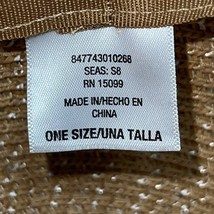 847743010268
SEAS: S8
RN 15099
MADE IN/HECHO EN
CHINA
ONE SIZE/UNA TALLA